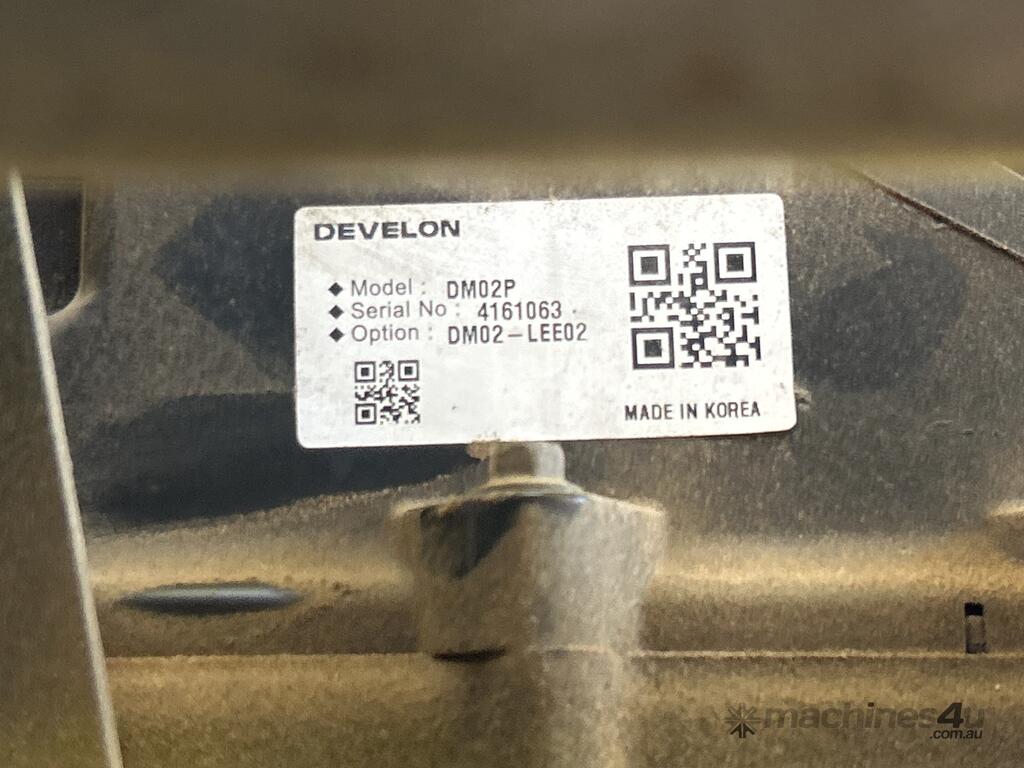 DEVELON
◆ Model : DM02P
◆ Serial No : 4161063
◆ Option : DM02-LEE02
MADE IN KOREA
machines4u
.com.au